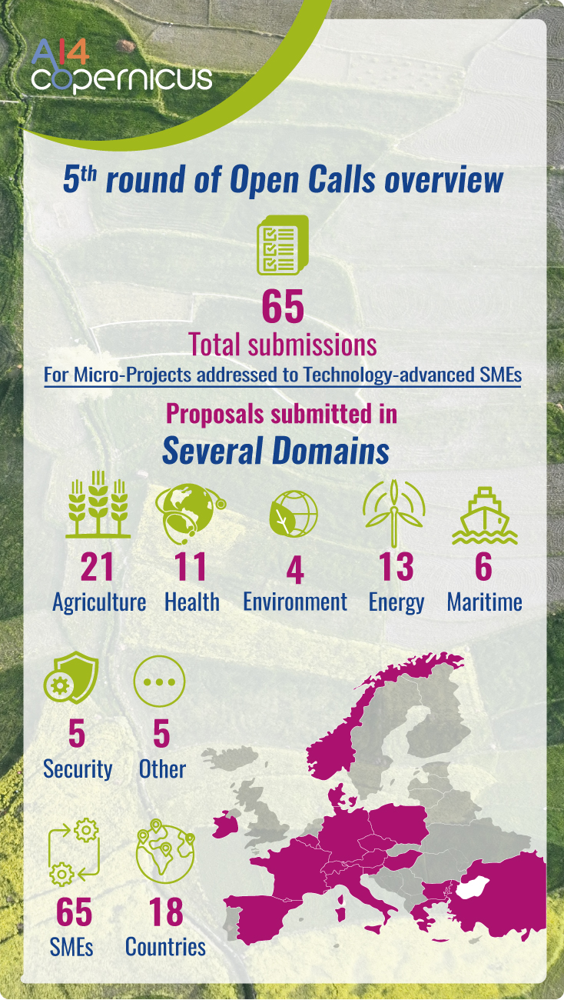 AI4
copernicus
5th round of Open Calls overview
65
Total submissions
For Micro-Projects addressed to Technology-advanced SMEs
Proposals submitted in
Several Domains
21
Agriculture
11
Health
4
Environment
13
Energy
6
Maritime
5
Security
5
Other
65
SMEs
18
Countries